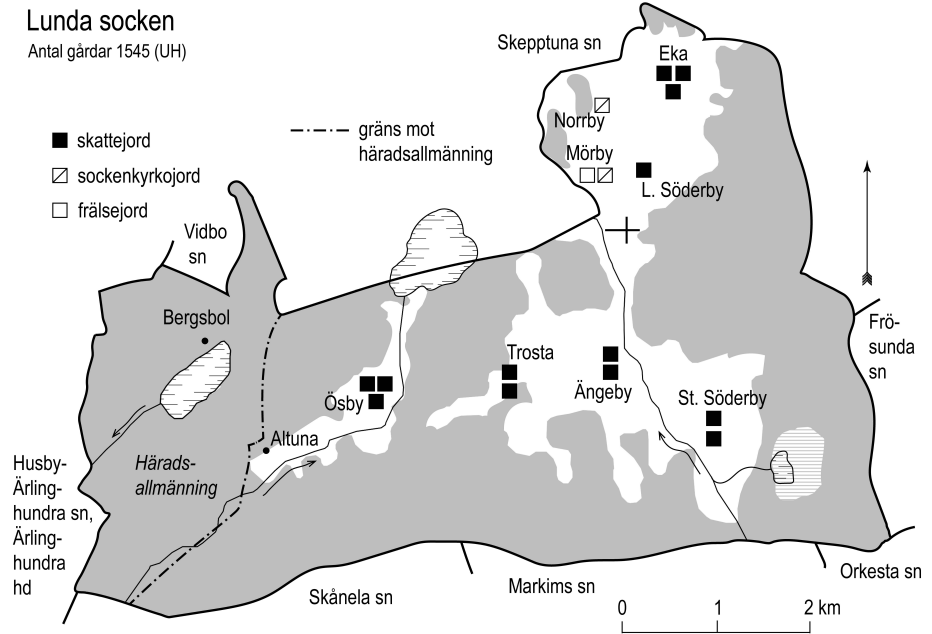 Lunda socken
Antal gårdar 1545 (UH)
skattejord
sockenkyrkojord
frälsejord
gräns mot
häradsallmänning
Skepptuna sn
Eka
Norrby
Mörby
L. Söderby
Vidbo
sn
Bergsbol
Trosta
Ösby
Ängeby
St. Söderby
Frö-
sunda
sn
Altuna
Härads-
allmänning
Husby-
Ärling-
hundra sn,
Ärling-
hundra
hd
Skånela sn
Markims sn
Orkesta sn
0 1 2 km